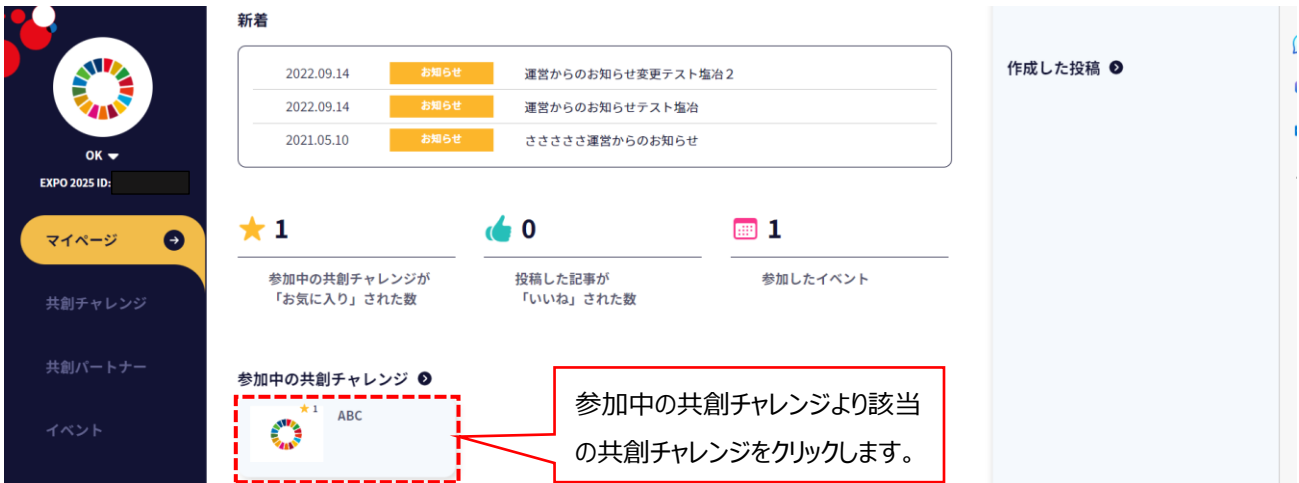 OK
EXPO 2025 ID:
マイページ
共創チャレンジ
共創パートナー
イベント
新着
2022.09.14 お知らせ 運営からのお知らせ変更テスト塩冶2
2022.09.14 お知らせ 運営からのお知らせテスト塩冶
2021.05.10 お知らせ さささささ運営からのお知らせ
1
参加中の共創チャレンジが
「お気に入り」された数
0
投稿した記事が
「いいね」された数
1
参加したイベント
参加中の共創チャレンジ
1
ABC
参加中の共創チャレンジより該当
の共創チャレンジをクリックします。
作成した投稿